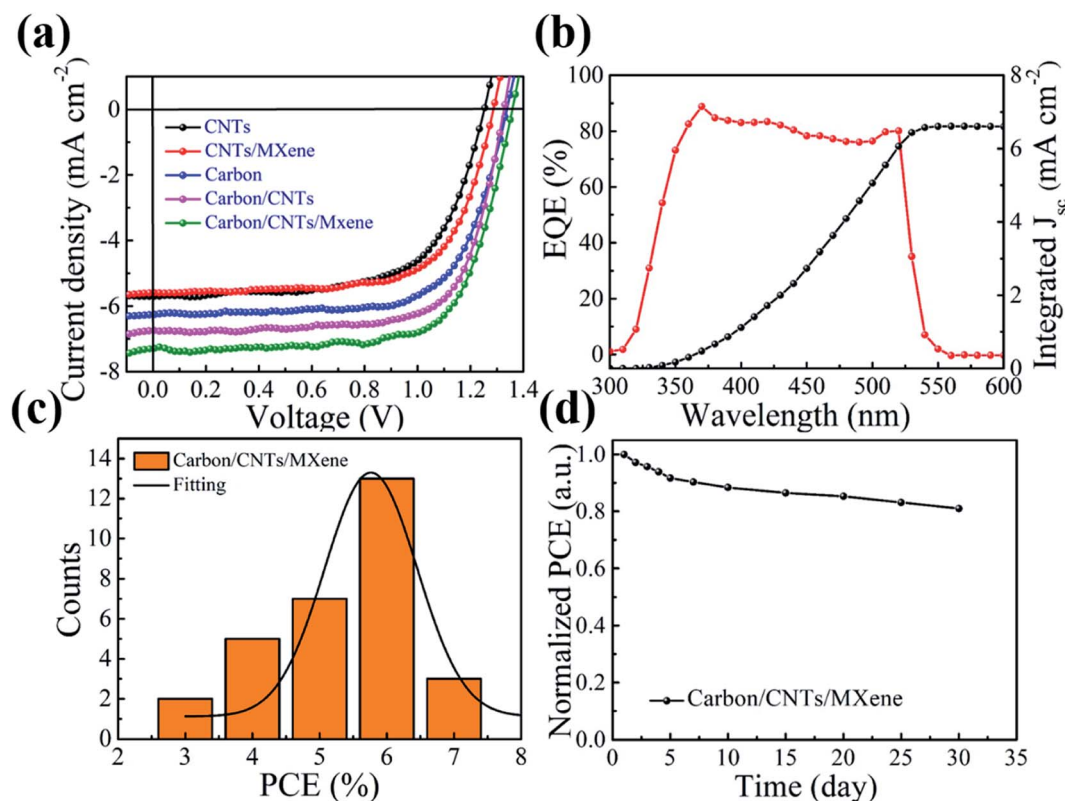 (a)
Current density (mA cm-2)
0
-2
-4
-6
-8
CNTs
CNTs/MXene
Carbon
Carbon/CNTs
Carbon/CNTs/Mxene
0.0 0.2 0.4 0.6 0.8 1.0 1.2 1.4
Voltage (V)
(b)
EQE (%)
100
80
60
40
20
0
8
6
4
2
0
Integrated Jsc (mA cm-2)
300 350 400 450 500 550 600
Wavelength (nm)
(c)
Counts
14
12
10
8
6
4
2
0
Carbon/CNTs/MXene
Fitting
2 3 4 5 6 7 8
PCE (%)
(d)
Normalized PCE (a.u.)
1.0
0.8
0.6
0.4
0.2
0.0
Carbon/CNTs/MXene
0 5 10 15 20 25 30 35
Time (day)